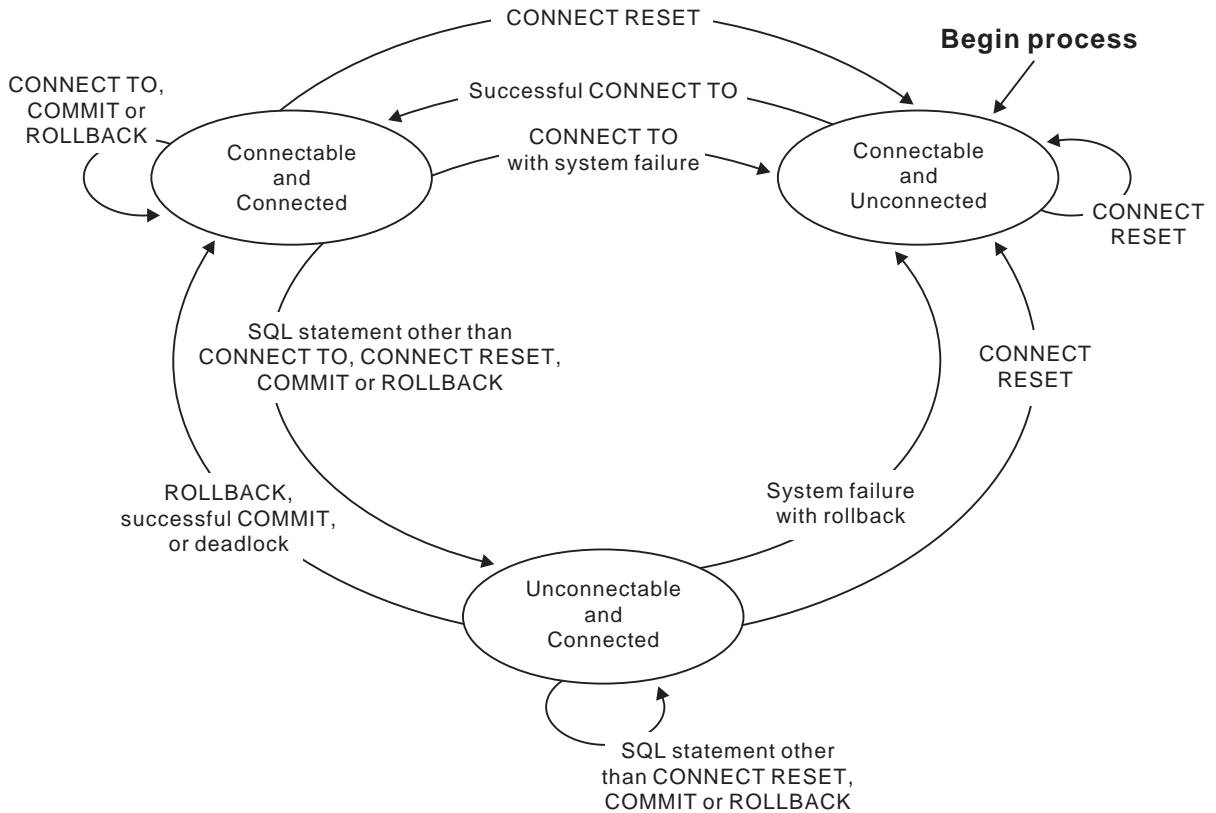 CONNECT RESET
Begin process
CONNECT TO,
COMMIT or
ROLLBACK
Successful CONNECT TO
CONNECT TO
with system failure
Connectable
and
Connected
Connectable
and
Unconnected
CONNECT
RESET
SQL statement other than
CONNECT TO, CONNECT RESET,
COMMIT or ROLLBACK
CONNECT
RESET
ROLLBACK,
successful COMMIT,
or deadlock
System failure
with rollback
Unconnectable
and
Connected
SQL statement other
than CONNECT RESET,
COMMIT or ROLLBACK